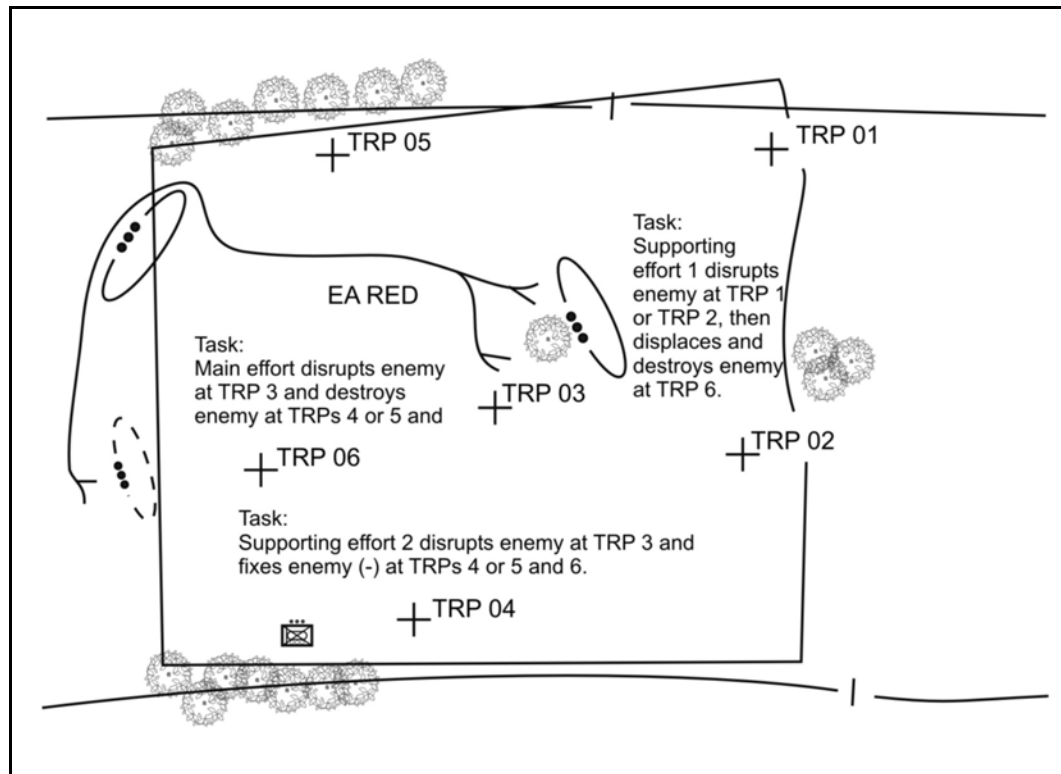 TRP 05
TRP 01
Task:
Supporting
effort 1 disrupts
enemy at TRP 1
or TRP 2, then
displaces and
destroys enemy
at TRP 6.
EA RED
Task:
Main effort disrupts enemy
at TRP 3 and destroys
enemy at TRPs 4 or 5 and
TRP 03
TRP 02
TRP 06
Task:
Supporting effort 2 disrupts enemy at TRP 3 and
fixes enemy (-) at TRPs 4 or 5 and 6.
TRP 04